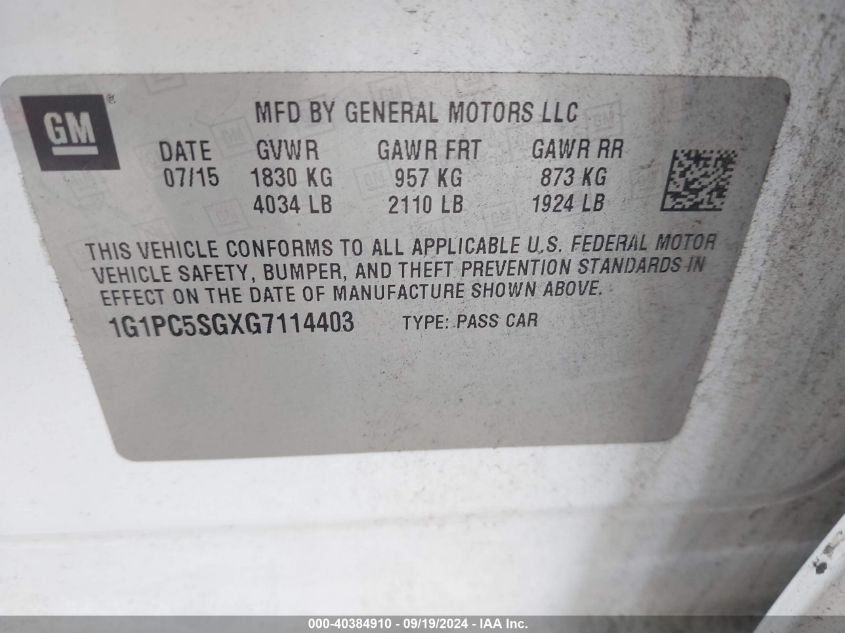 GM®
MFD BY GENERAL MOTORS LLC
DATE GVWR GAWR FRT GAWR RR
07/15 1830 KG 957 KG 873 KG
4034 LB 2110 LB 1924 LB
THIS VEHICLE CONFORMS TO ALL APPLICABLE U.S. FEDERAL MOTOR
VEHICLE SAFETY, BUMPER, AND THEFT PREVENTION STANDARDS IN
EFFECT ON THE DATE OF MANUFACTURE SHOWN ABOVE.
1G1PC5SGXG7114403 TYPE: PASS CAR
000-40384910 - 09/19/2024 - IAA Inc.